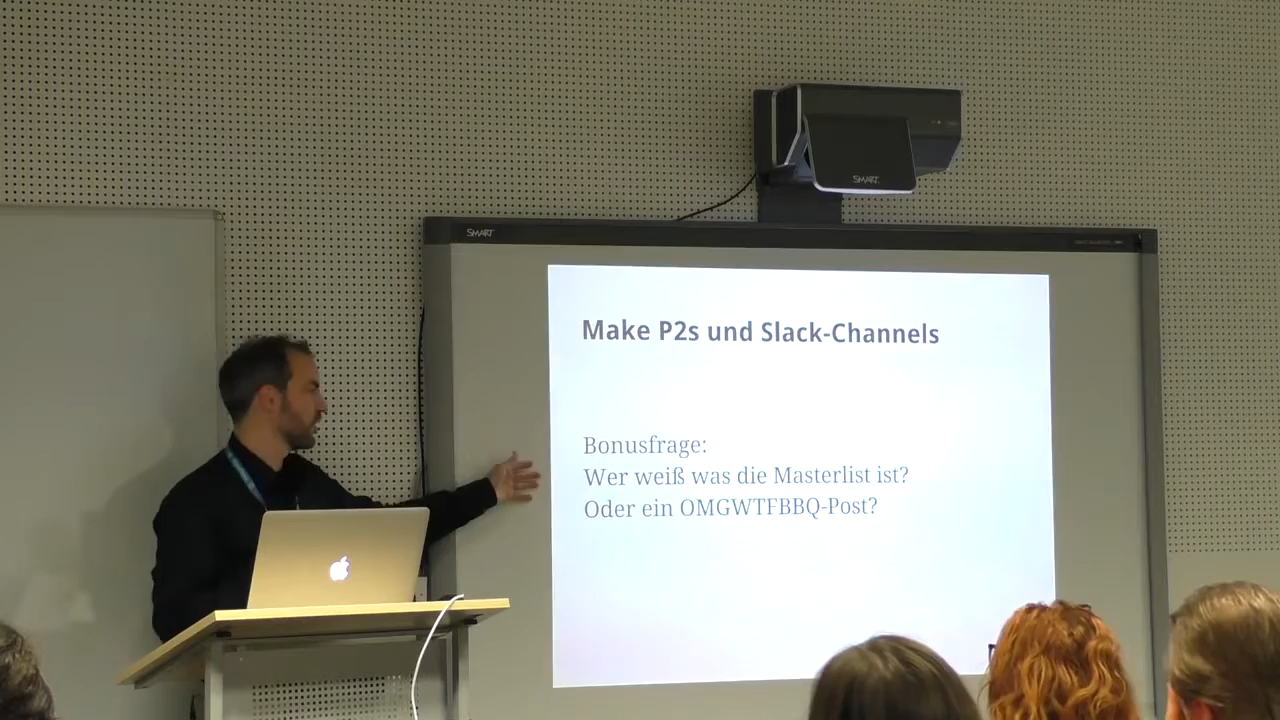 SMART
SMART
Make P2s und Slack-Channels
Bonusfrage:
Wer weiß was die Masterlist ist?
Oder ein OMGWTFBBQ-Post?